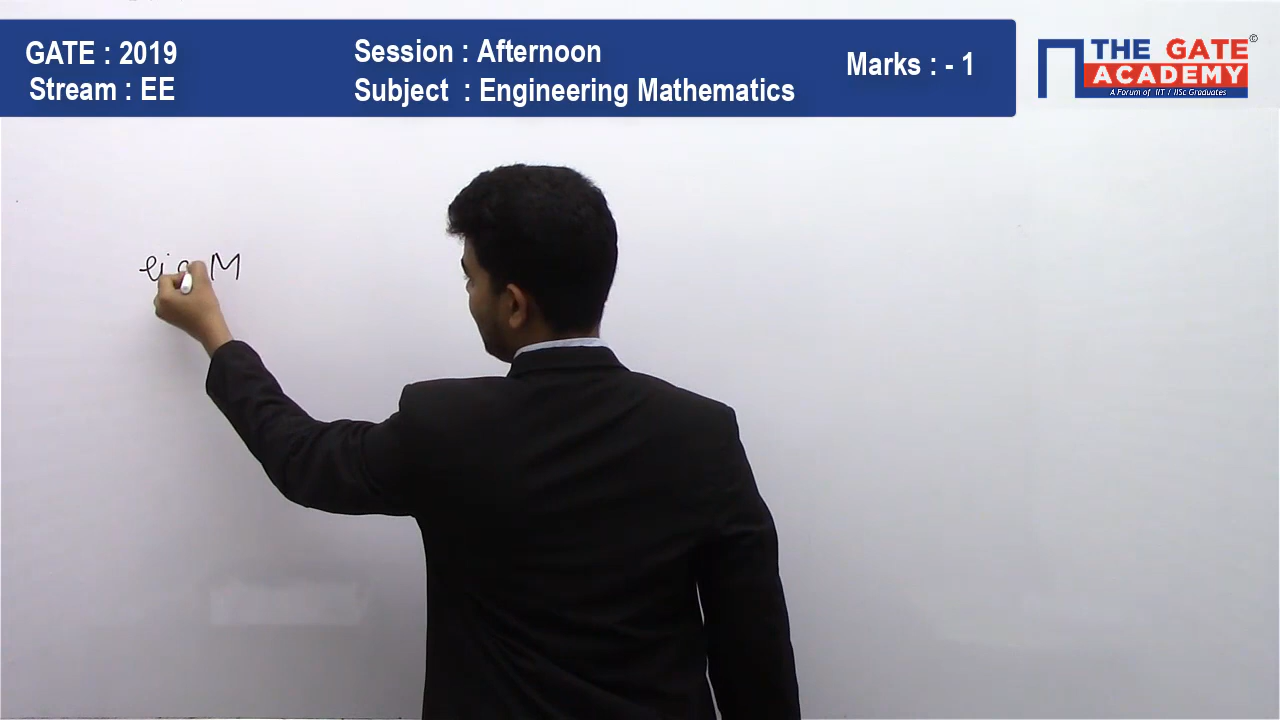 GATE : 2019
Stream : EE
Session : Afternoon
Subject : Engineering Mathematics
Marks : - 1
THE GATE ©
ACADEMY
A Forum of IIT / IISc Graduates
M